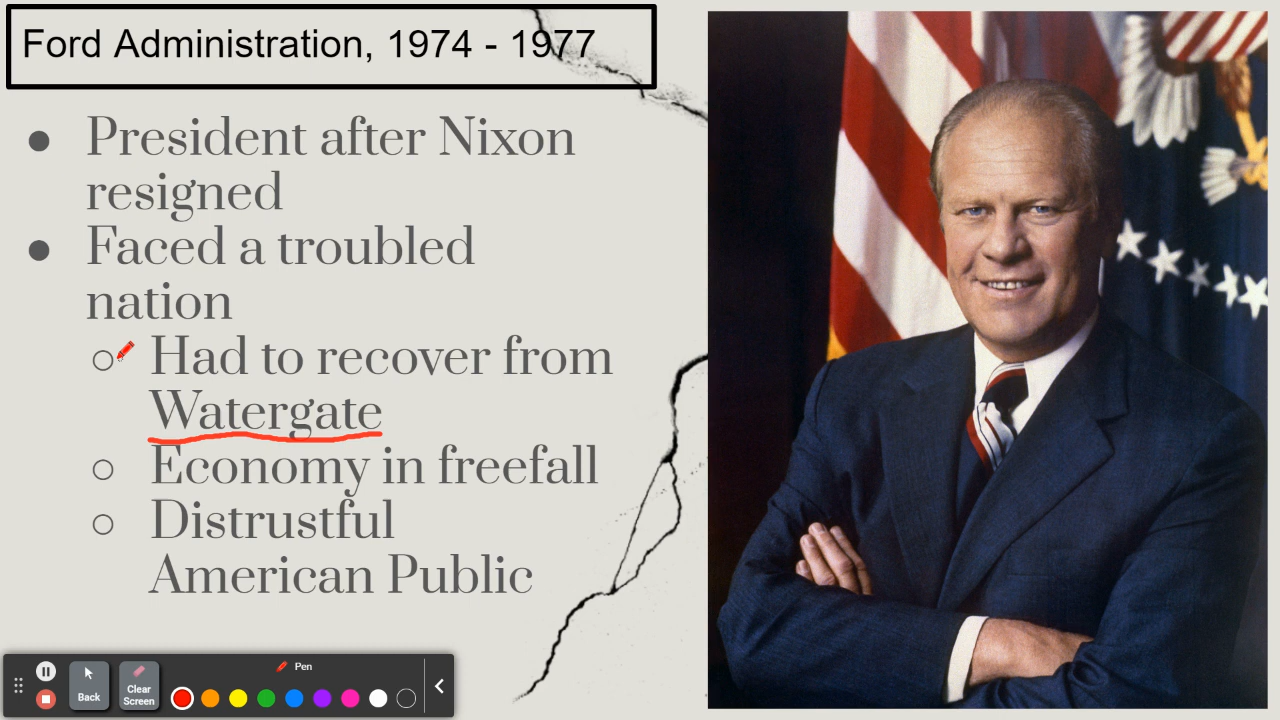 Ford Administration, 1974 - 1977
● President after Nixon
resigned
● Faced a troubled
nation
○ Had to recover from
Watergate
○ Economy in freefall
○ Distrustful
American Public
Pen
Back
Clear
Screen